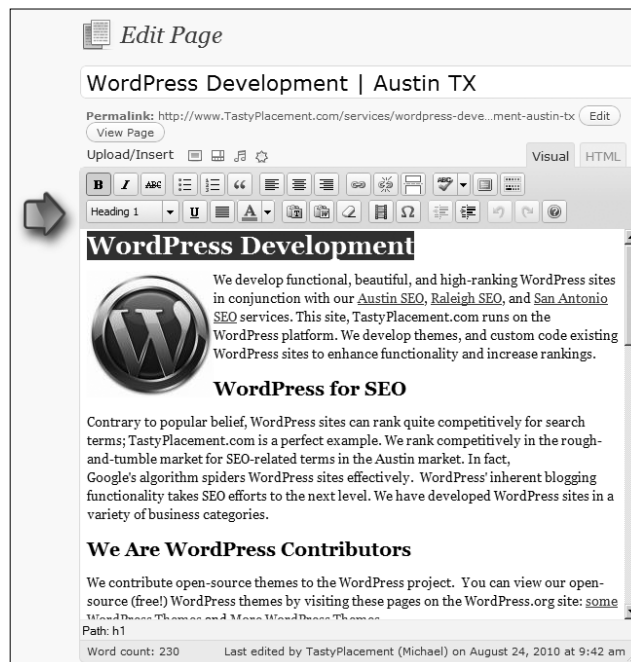 Edit Page
WordPress Development | Austin TX
Permalink: http://www.TastyPlacement.com/services/wordpress-deve...ment-austin-tx Edit
View Page
Upload/Insert
Visual HTML
B I ABC
Heading 1 U A Ω
WordPress Development
We develop functional, beautiful, and high-ranking WordPress sites
in conjunction with our Austin SEO, Raleigh SEO, and San Antonio
SEO services. This site, TastyPlacement.com runs on the
WordPress platform. We develop themes, and custom code existing
WordPress sites to enhance functionality and increase rankings.
WordPress for SEO
Contrary to popular belief, WordPress sites can rank quite competitively for search
terms; TastyPlacement.com is a perfect example. We rank competitively in the rough-
and-tumble market for SEO-related terms in the Austin market. In fact,
Google's algorithm spiders WordPress sites effectively. WordPress' inherent blogging
functionality takes SEO efforts to the next level. We have developed WordPress sites in a
variety of business categories.
We Are WordPress Contributors
We contribute open-source themes to the WordPress project. You can view our open-
source (free!) WordPress themes by visiting these pages on the WordPress.org site: some
WordPress Themes and More WordPress Themes
Path: h1
Word count: 230 Last edited by TastyPlacement (Michael) on August 24, 2010 at 9:42 am